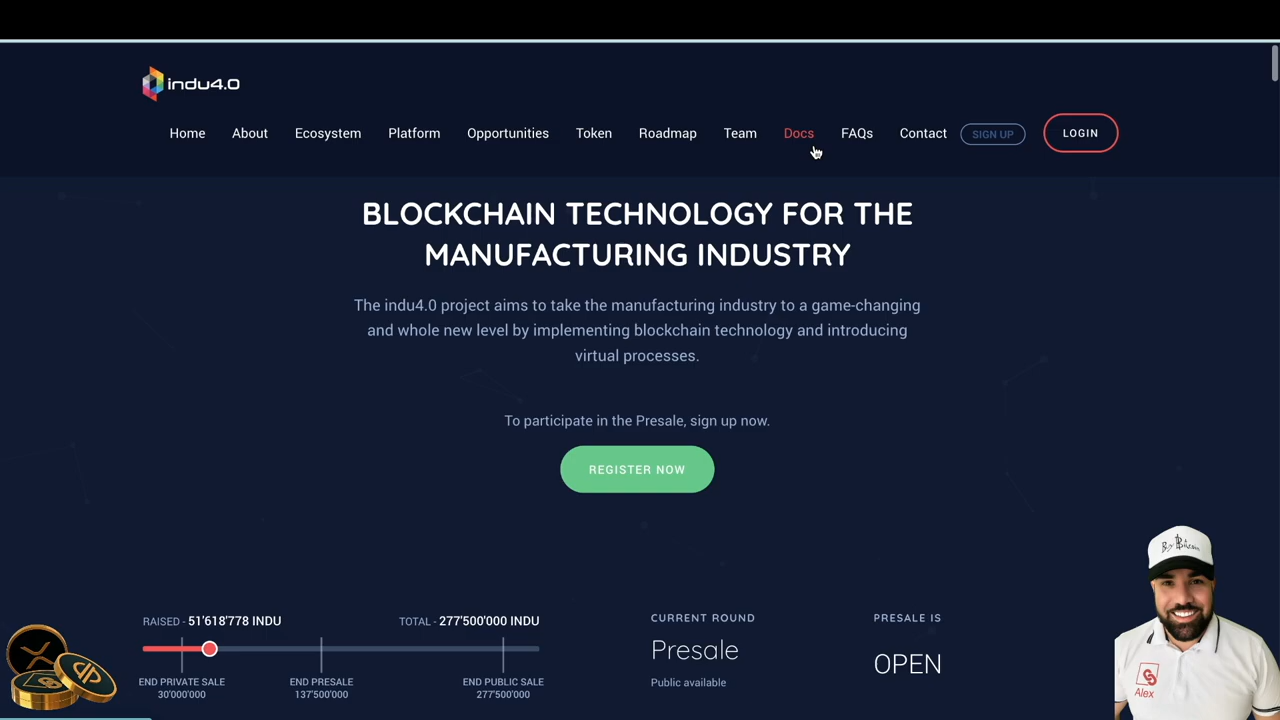 indu4.0
Home About Ecosystem Platform Opportunities Token Roadmap Team Docs FAQs Contact SIGN UP LOGIN
BLOCKCHAIN TECHNOLOGY FOR THE
MANUFACTURING INDUSTRY
The indu4.0 project aims to take the manufacturing industry to a game-changing
and whole new level by implementing blockchain technology and introducing
virtual processes.
To participate in the Presale, sign up now.
REGISTER NOW
RAISED - 51'618'778 INDU
TOTAL - 277'500'000 INDU
END PRIVATE SALE
30'000'000
END PRESALE
137'500'000
END PUBLIC SALE
277'500'000
CURRENT ROUND
Presale
Public available
PRESALE IS
OPEN
Alex